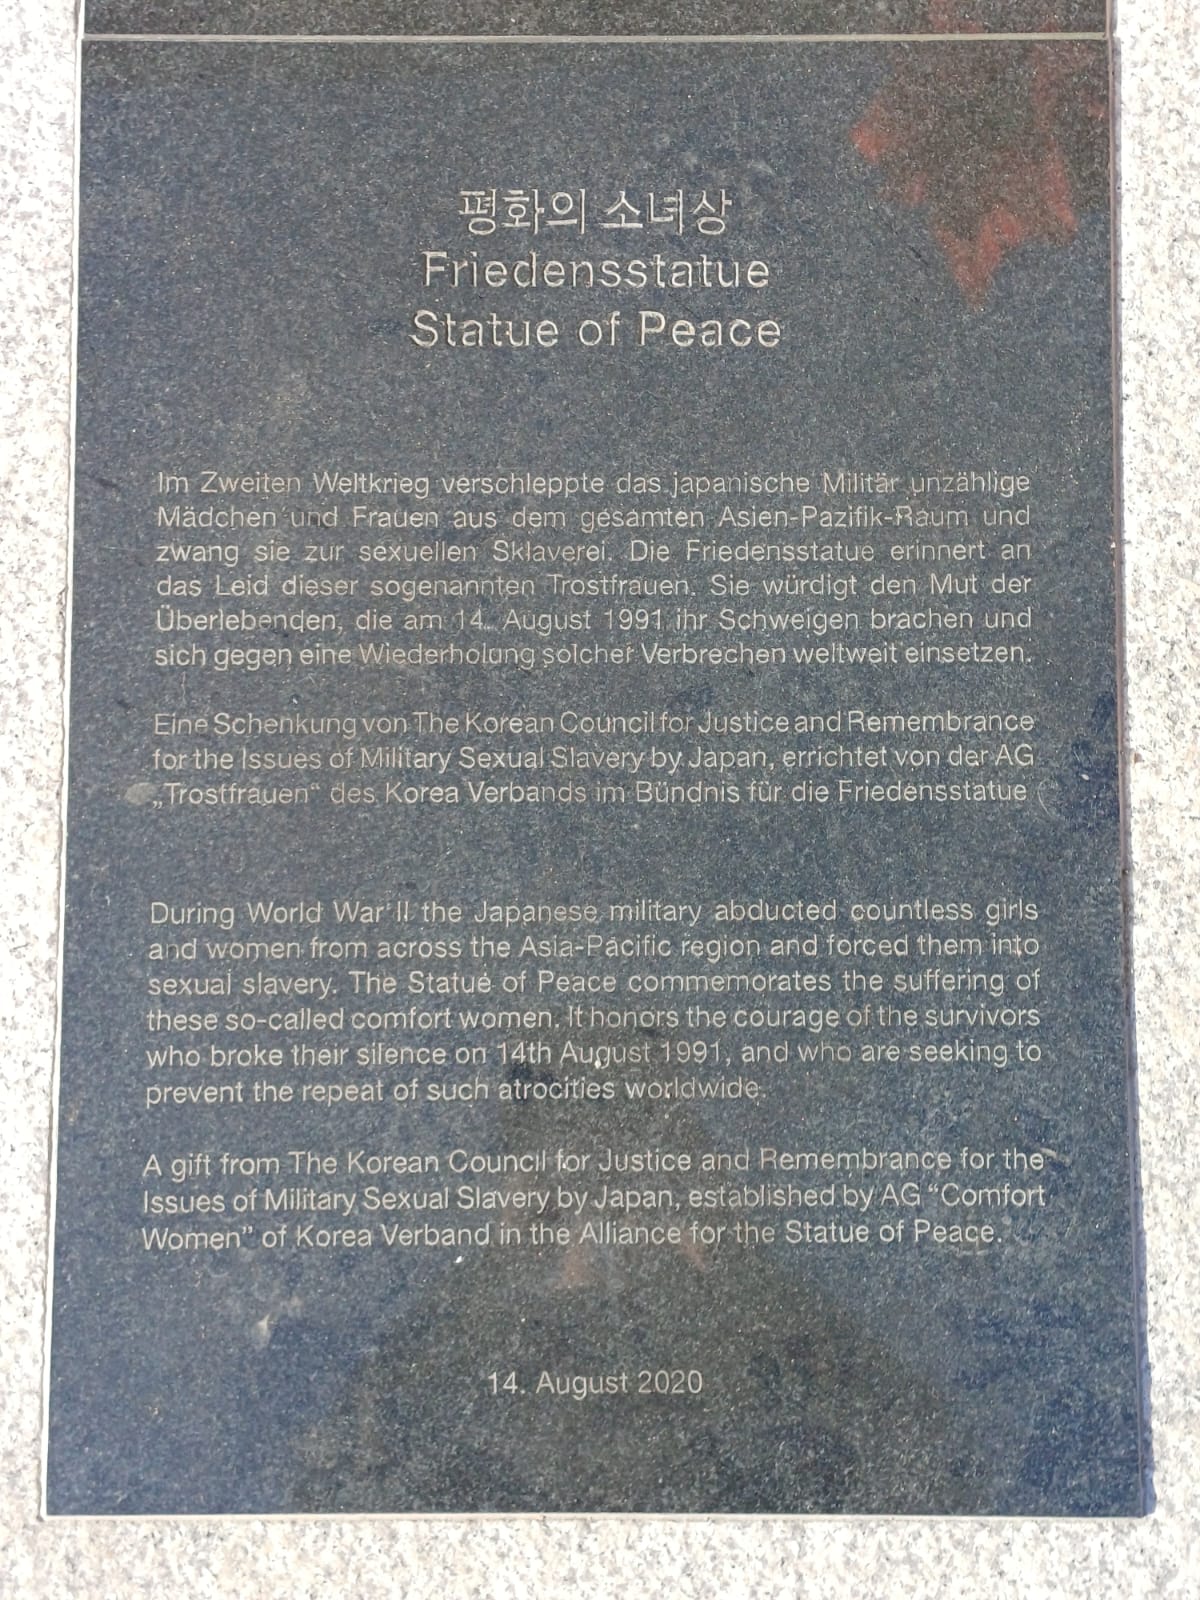 평화의 소녀상
Friedensstatue
Statue of Peace
Im Zweiten Weltkrieg verschleppte das japanische Militär unzählige
Mädchen und Frauen aus dem gesamten Asien-Pazifik-Raum und
zwang sie zur sexuellen Sklaverei. Die Friedensstatue erinnert an
das Leid dieser sogenannten Trostfrauen. Sie würdigt den Mut der
Überlebenden, die am 14. August 1991 ihr Schweigen brachen und
sich gegen eine Wiederholung solcher Verbrechen weltweit einsetzen.
Eine Schenkung von The Korean Council for Justice and Remembrance
for the Issues of Military Sexual Slavery by Japan, errichtet von der AG
„Trostfrauen“ des Korea Verbands im Bündnis für die Friedensstatue
During World War II the Japanese military abducted countless girls
and women from across the Asia-Pacific region and forced them into
sexual slavery. The Statue of Peace commemorates the suffering of
these so-called comfort women. It honors the courage of the survivors
who broke their silence on 14th August 1991, and who are seeking to
prevent the repeat of such atrocities worldwide.
A gift from The Korean Council for Justice and Remembrance for the
Issues of Military Sexual Slavery by Japan, established by AG “Comfort
Women” of Korea Verband in the Alliance for the Statue of Peace.
14. August 2020